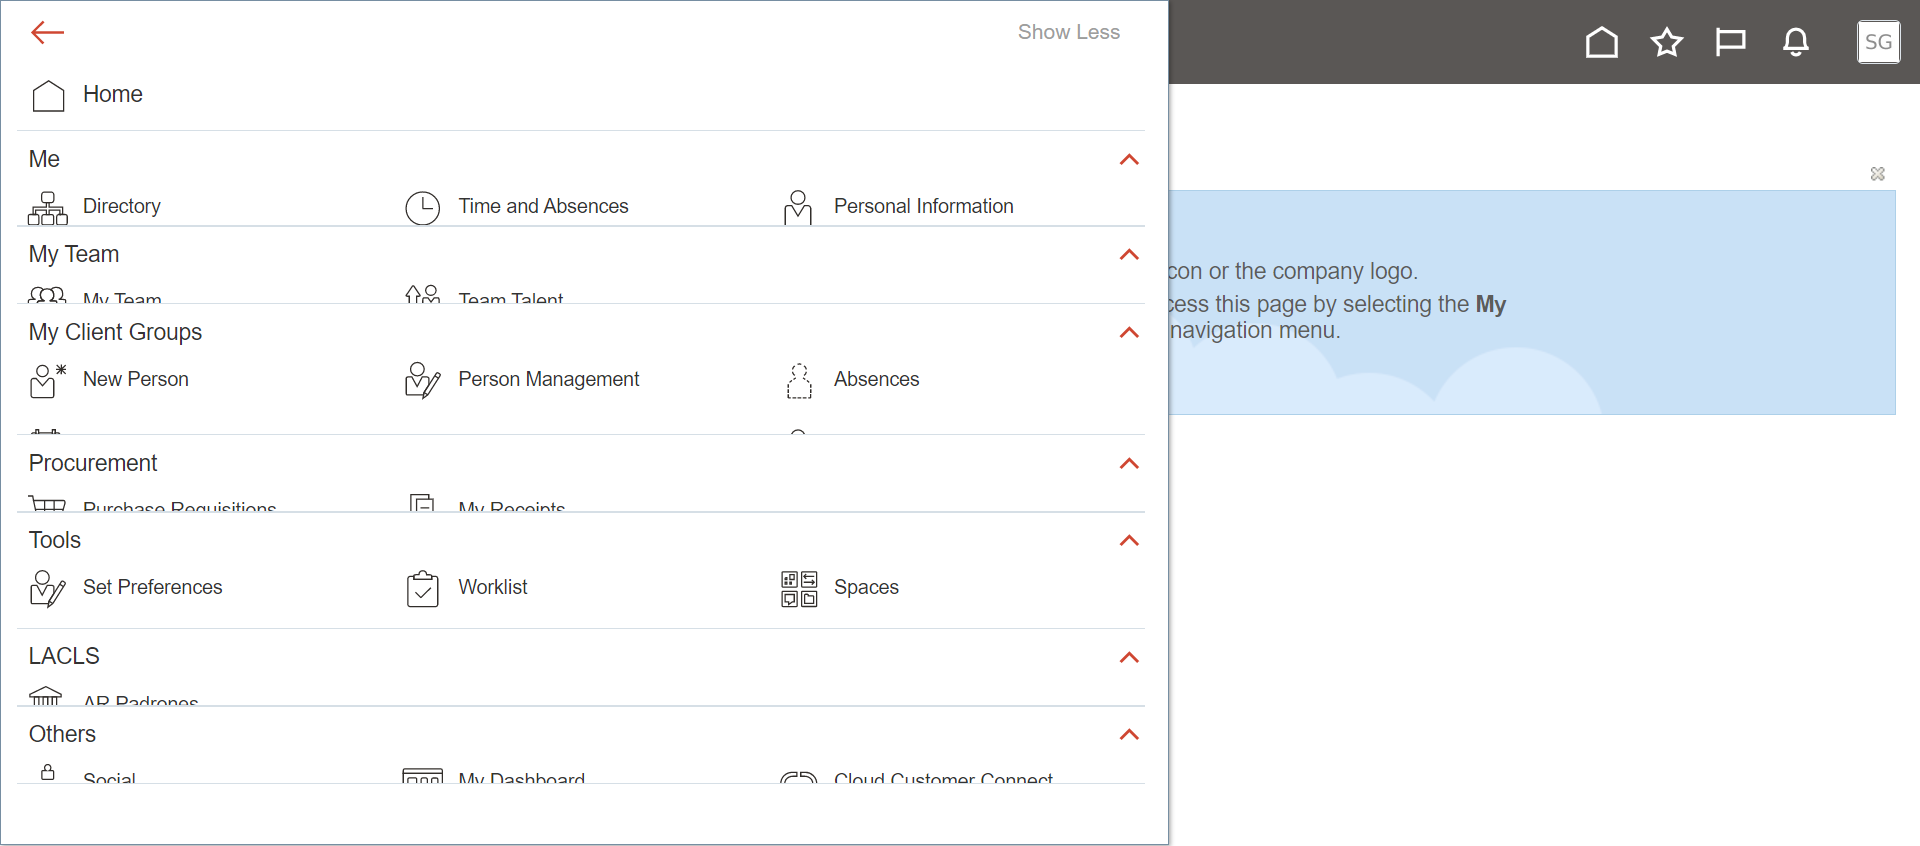 Show Less
SG
Home
Me
Directory
Time and Absences
Personal Information
My Team
My Team
Team Talent
con or the company logo.
cess this page by selecting the My
navigation menu.
My Client Groups
New Person
Person Management
Absences
Procurement
Purchase Requisitions
My Receipts
Tools
Set Preferences
Worklist
Spaces
LACLS
AR Padrones
Others
Social
My Dashboard
Cloud Customer Connect